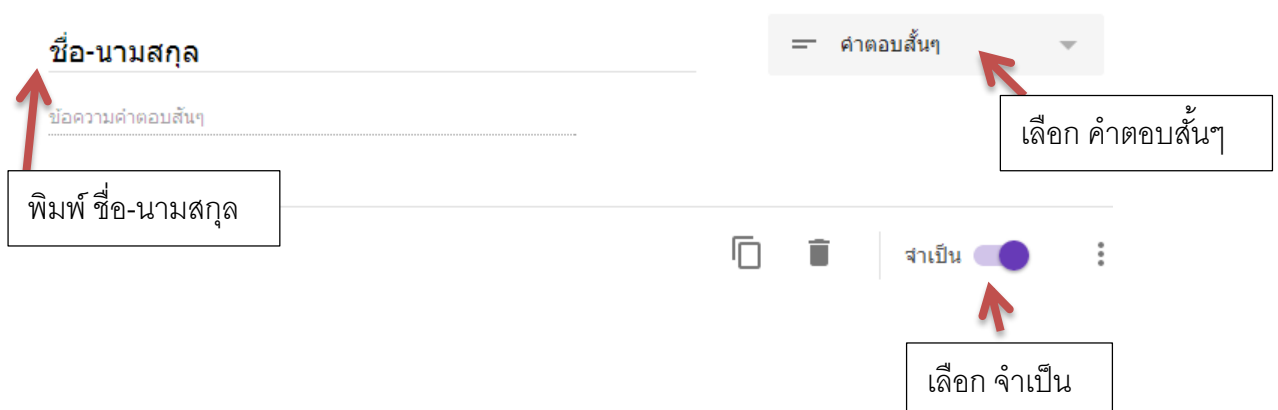 ชื่อ-นามสกุล
คำตอบสั้นๆ
ข้อความคำตอบสั้นๆ
เลือก คำตอบสั้นๆ
พิมพ์ ชื่อ-นามสกุล
จำเป็น
เลือก จำเป็น